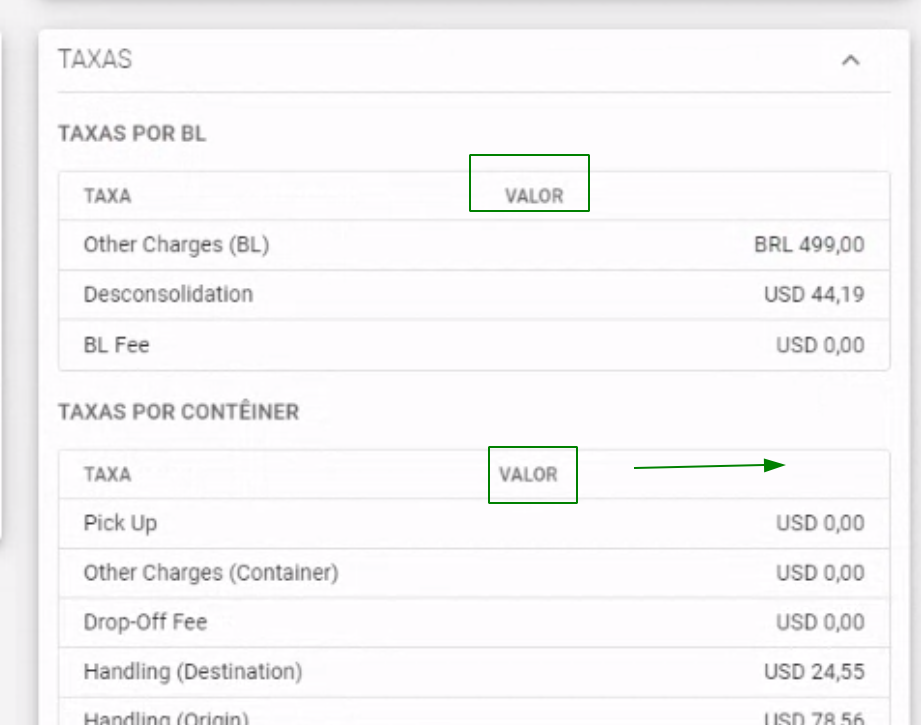 TAXAS
TAXAS POR BL
TAXA VALOR
Other Charges (BL) BRL 499,00
Desconsolidation USD 44,19
BL Fee USD 0,00
TAXAS POR CONTÊINER
TAXA VALOR
Pick Up USD 0,00
Other Charges (Container) USD 0,00
Drop-Off Fee USD 0,00
Handling (Destination) USD 24,55
Handling (Origin) USD 78,56